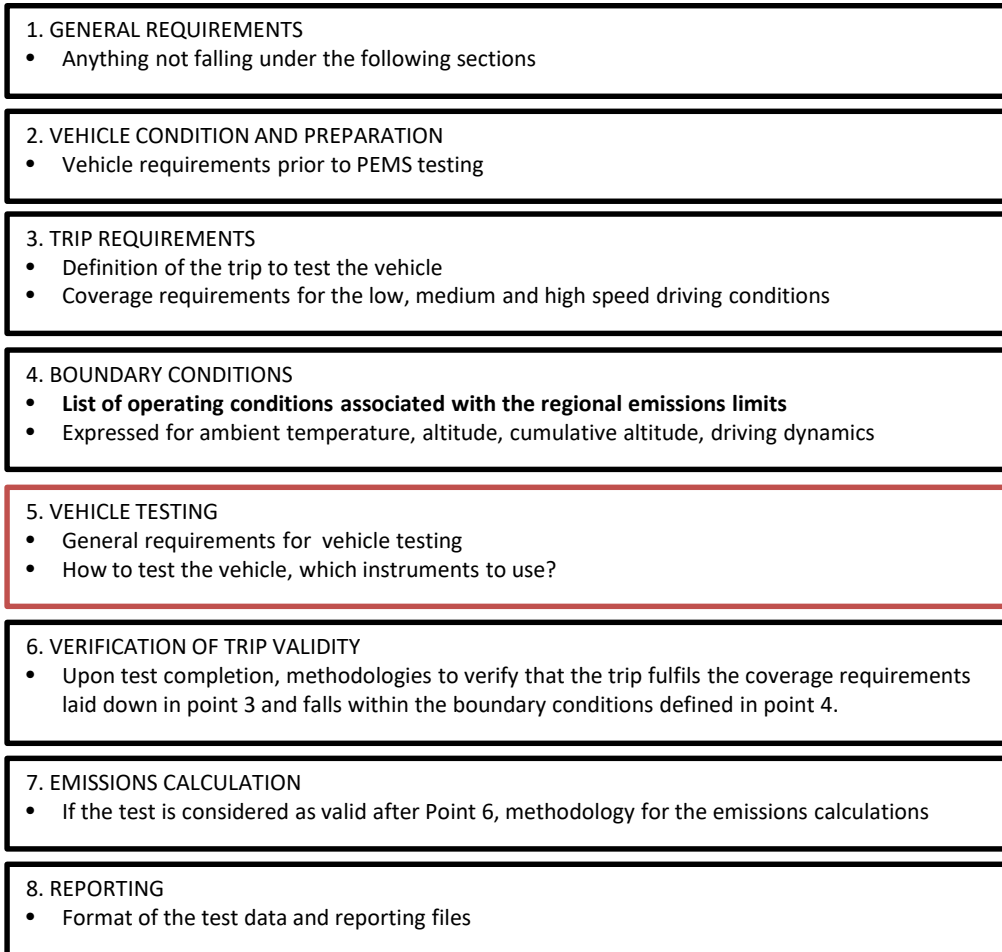 1. GENERAL REQUIREMENTS
• Anything not falling under the following sections
2. VEHICLE CONDITION AND PREPARATION
• Vehicle requirements prior to PEMS testing
3. TRIP REQUIREMENTS
• Definition of the trip to test the vehicle
• Coverage requirements for the low, medium and high speed driving conditions
4. BOUNDARY CONDITIONS
• List of operating conditions associated with the regional emissions limits
• Expressed for ambient temperature, altitude, cumulative altitude, driving dynamics
5. VEHICLE TESTING
• General requirements for vehicle testing
• How to test the vehicle, which instruments to use?
6. VERIFICATION OF TRIP VALIDITY
• Upon test completion, methodologies to verify that the trip fulfils the coverage requirements
laid down in point 3 and falls within the boundary conditions defined in point 4.
7. EMISSIONS CALCULATION
• If the test is considered as valid after Point 6, methodology for the emissions calculations
8. REPORTING
• Format of the test data and reporting files